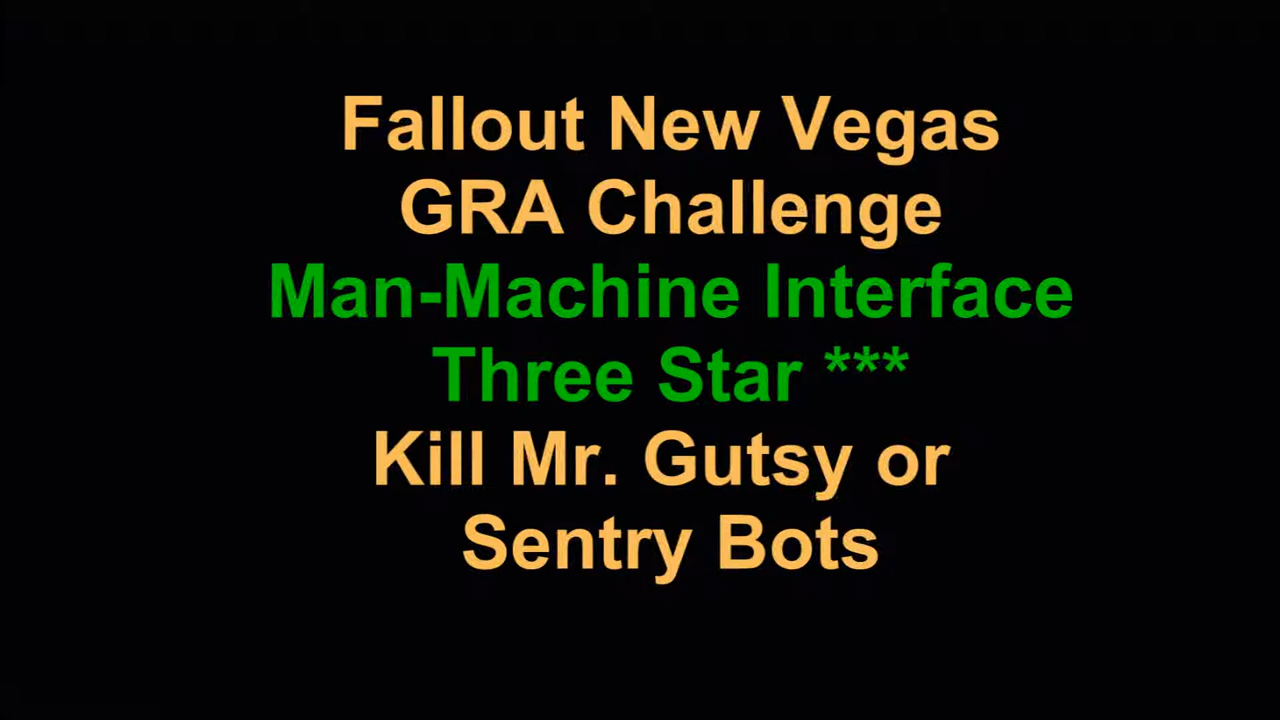 Fallout New Vegas
GRA Challenge
Man-Machine Interface
Three Star ***
Kill Mr. Gutsy or
Sentry Bots